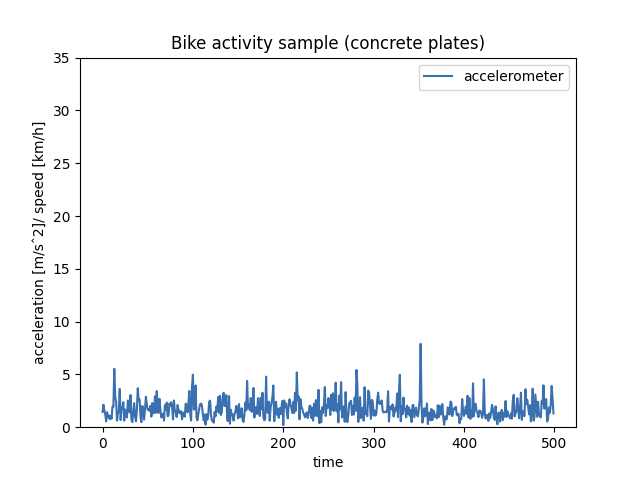 Bike activity sample (concrete plates)
accelerometer
acceleration [m/sˆ2]/ speed [km/h]
35
30
25
20
15
10
5
0
0 100 200 300 400 500
time